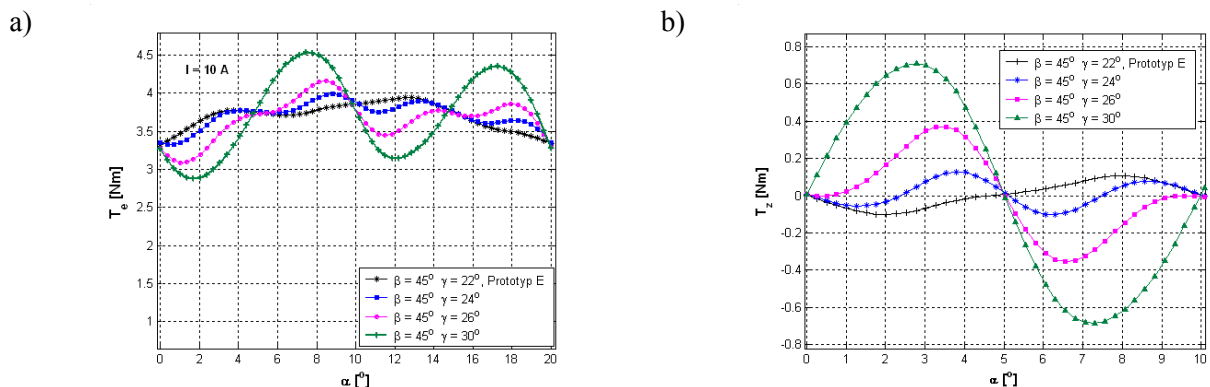 a)
T_e [Nm]
4.5
4
3.5
3
2.5
2
1.5
1
I = 10 A
β = 45° γ = 22°, Prototyp E
β = 45° γ = 24°
β = 45° γ = 26°
β = 45° γ = 30°
0 2 4 6 8 10 12 14 16 18 20
α [°]
b)
T_z [Nm]
0.8
0.6
0.4
0.2
0
-0.2
-0.4
-0.6
-0.8
β = 45° γ = 22°, Prototyp E
β = 45° γ = 24°
β = 45° γ = 26°
β = 45° γ = 30°
0 1 2 3 4 5 6 7 8 9 10
α [°]